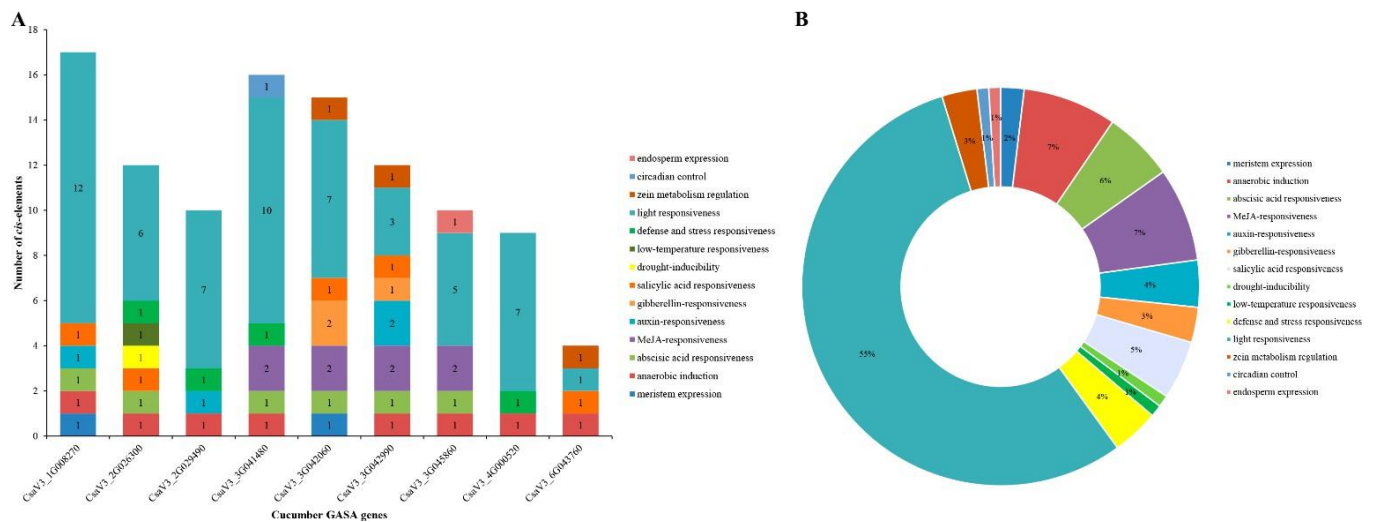 A
Number of cis-elements
18
16
14
12
10
8
6
4
2
0
12
1
1
1
1
1
6
1
1
1
1
1
1
7
1
1
1
1
10
1
2
1
1
1
7
1
2
2
1
1
1
3
1
1
2
2
1
1
1
5
2
1
1
7
1
1
1
1
1
1
CsaV3_1G008270
CsaV3_2G026300
CsaV3_2G029490
CsaV3_3G041480
CsaV3_3G042060
CsaV3_3G042990
CsaV3_3G045860
CsaV3_4G000520
CsaV3_6G043760
Cucumber GASA genes
endosperm expression
circadian control
zein metabolism regulation
light responsiveness
defense and stress responsiveness
low-temperature responsiveness
drought-inducibility
salicylic acid responsiveness
gibberellin-responsiveness
auxin-responsiveness
MeJA-responsiveness
abscisic acid responsiveness
anaerobic induction
meristem expression
B
2%
7%
6%
7%
4%
3%
5%
1%
1%
4%
55%
3%
1%
1%
meristem expression
anaerobic induction
abscisic acid responsiveness
MeJA-responsiveness
auxin-responsiveness
gibberellin-responsiveness
salicylic acid responsiveness
drought-inducibility
low-temperature responsiveness
defense and stress responsiveness
light responsiveness
zein metabolism regulation
circadian control
endosperm expression